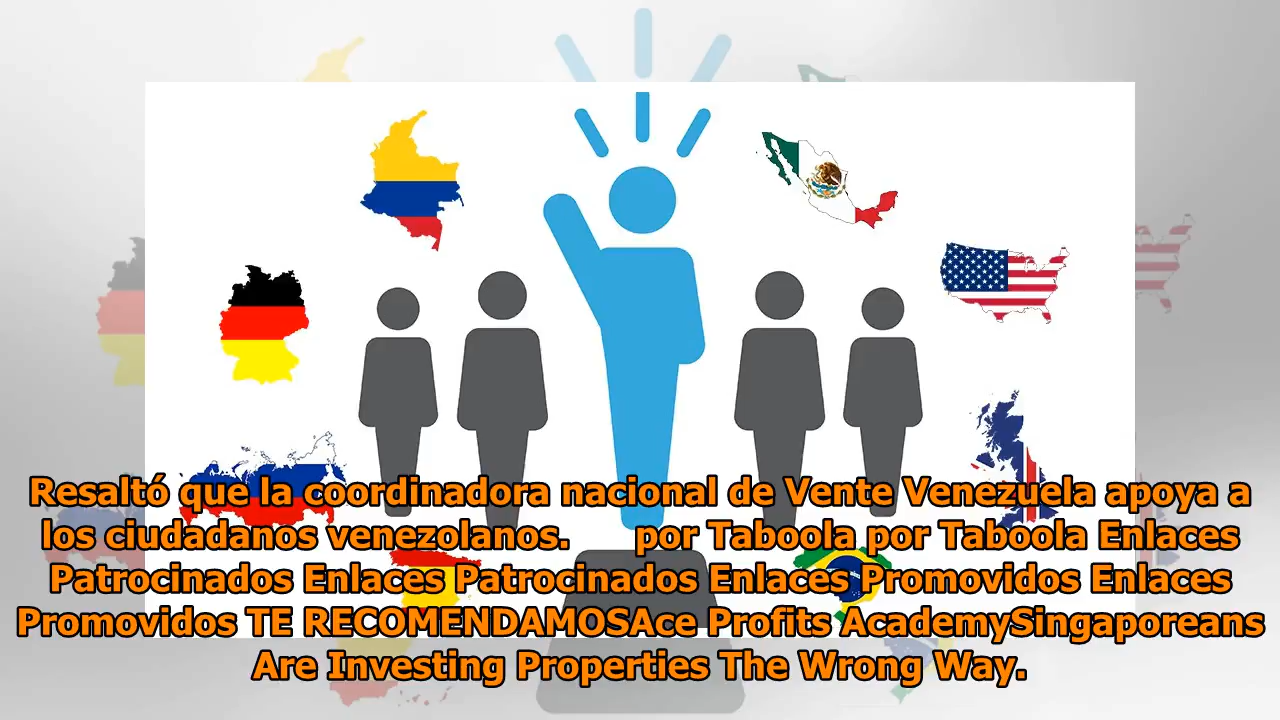 Resaltó que la coordinadora nacional de Vente Venezuela apoya a
los ciudadanos venezolanos. por Taboola por Taboola Enlaces
Patrocinados Enlaces Patrocinados Enlaces Promovidos Enlaces
Promovidos TE RECOMENDAMOSAce Profits AcademySingaporeans
Are Investing Properties The Wrong Way.